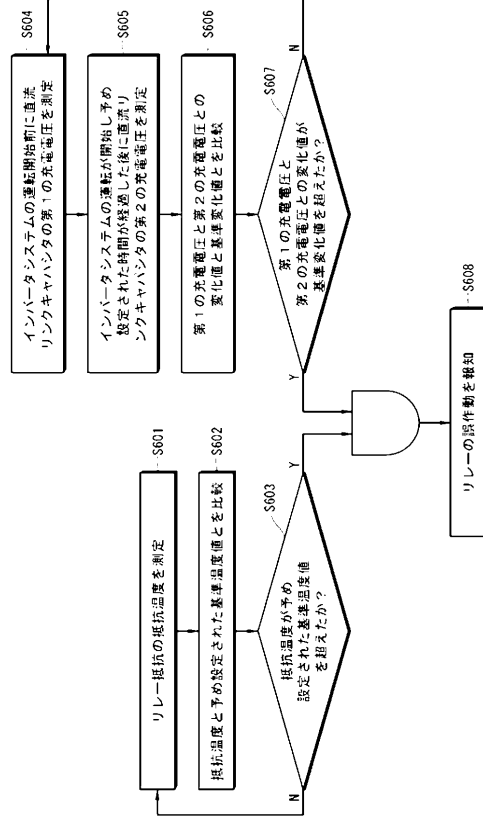 S601
リレー抵抗の抵抗温度を測定
S602
抵抗温度と予め設定された基準温度値とを比較
S603
抵抗温度が予め
設定された基準温度値
を超えたか?
N
Y
S604
インバータシステムの運転開始前に直流
リンクキャパシタの第1の充電電圧を測定
S605
インバータシステムの運転が開始し予め
設定された時間が経過した後に直流リ
ンクキャパシタの第2の充電電圧を測定
S606
第1の充電電圧と第2の充電電圧との
変化値と基準変化値とを比較
S607
第1の充電電圧と
第2の充電電圧との変化値が
基準変化値を超えたか?
N
Y
S608
リレーの誤作動を報知